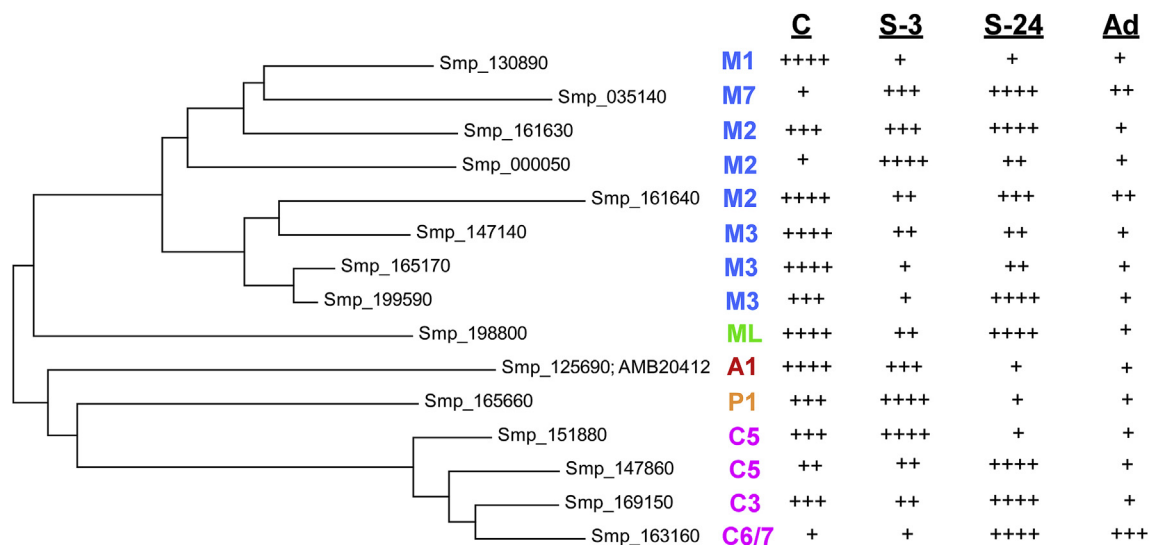 C S-3 S-24 Ad
Smp_130890 M1 ++++ + + +
Smp_035140 M7 + +++ ++++ ++
Smp_161630 M2 +++ +++ ++++ +
Smp_000050 M2 + ++++ ++ +
Smp_161640 M2 ++++ ++ +++ ++
Smp_147140 M3 ++++ ++ ++ +
Smp_165170 M3 ++++ + ++ +
Smp_199590 M3 +++ + ++++ +
Smp_198800 ML ++++ ++ ++++ +
Smp_125690; AMB20412 A1 ++++ +++ + +
Smp_165660 P1 +++ ++++ + +
Smp_151880 C5 +++ ++++ + +
Smp_147860 C5 ++ ++ ++++ +
Smp_169150 C3 +++ ++ ++++ +
Smp_163160 C6/7 + + ++++ +++